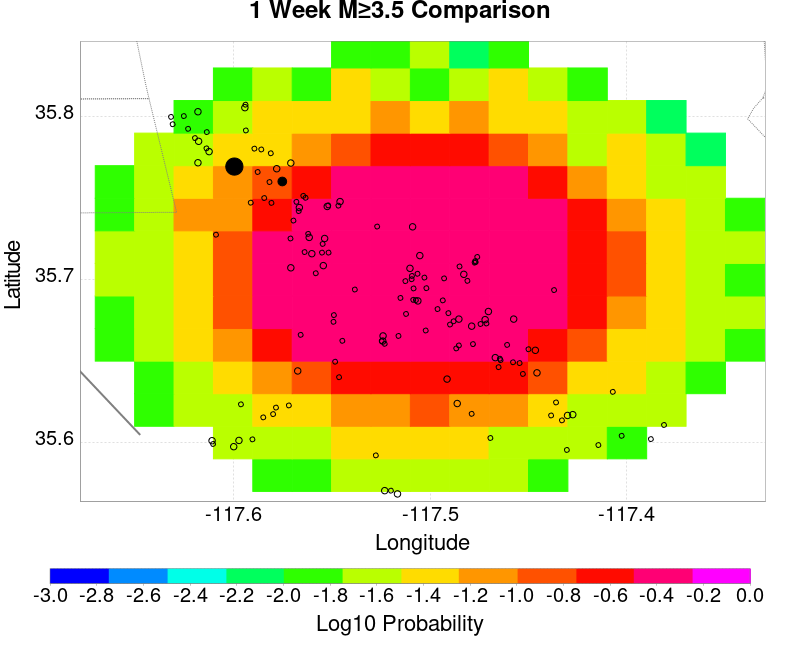 1 Week M≥3.5 Comparison
35.8
35.7
35.6
Latitude
-117.6 -117.5 -117.4
Longitude
-3.0 -2.8 -2.6 -2.4 -2.2 -2.0 -1.8 -1.6 -1.4 -1.2 -1.0 -0.8 -0.6 -0.4 -0.2 0.0
Log10 Probability